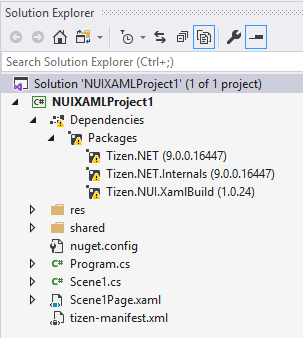 Solution Explorer
Search Solution Explorer (Ctrl+;)
Solution 'NUIXAMLProject1' (1 of 1 project)
C# NUIXAMLProject1
Dependencies
Packages
Tizen.NET (9.0.0.16447)
Tizen.NET.Internals (9.0.0.16447)
Tizen.NUI.XamlBuild (1.0.24)
res
shared
nuget.config
C# Program.cs
C# Scene1.cs
Scene1Page.xaml
tizen-manifest.xml